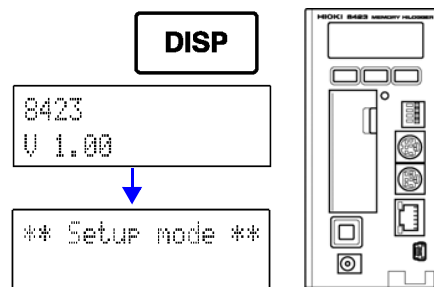 DISP
8423
V 1.00
** Setup mode **
HIOKI 8423 MEMORY HiLOGGER